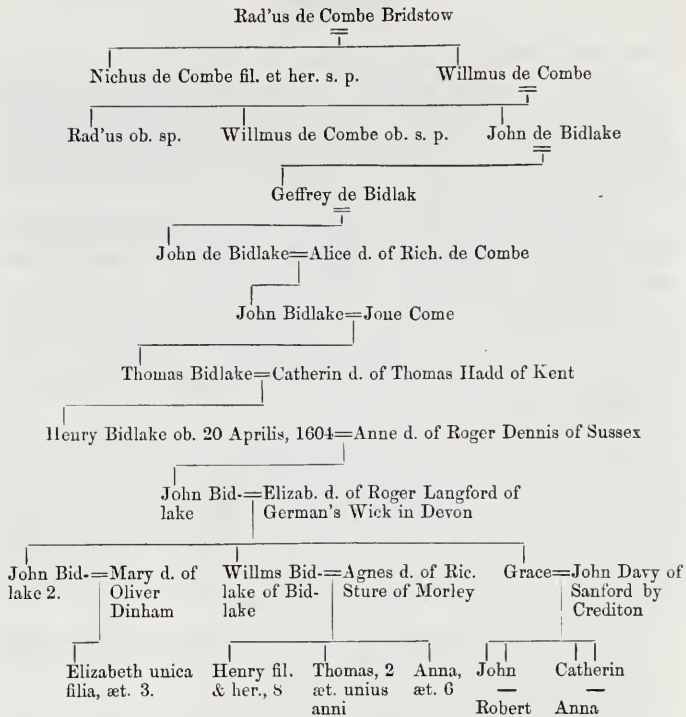 Rad'us de Combe Bridstow
Nichus de Combe fil. et her. s. p. Willmus de Combe
Rad'us ob. sp. Willmus de Combe ob. s. p. John de Bidlake
Geffrey de Bidlak
John de Bidlake=Alice d. of Rich. de Combe
John Bidlake=Joue Come
Thomas Bidlake=Catherin d. of Thomas Hadd of Kent
Henry Bidlake ob. 20 Aprilis, 1604=Anne d. of Roger Dennis of Sussex
John Bid-=Elizab. d. of Roger Langford of
lake German's Wick in Devon
John Bid-=Mary d. of Willms Bid-=Agnes d. of Ric. Grace=John Davy of
lake 2. Oliver lake of Bid- Sture of Morley Sanford by
Dinham lake Crediton
Elizabeth unica Henry fil. Thomas, 2 Anna, John Catherin
filia, æt. 3. & her., 8 æt. unius æt. 6 — —
anni Robert Anna